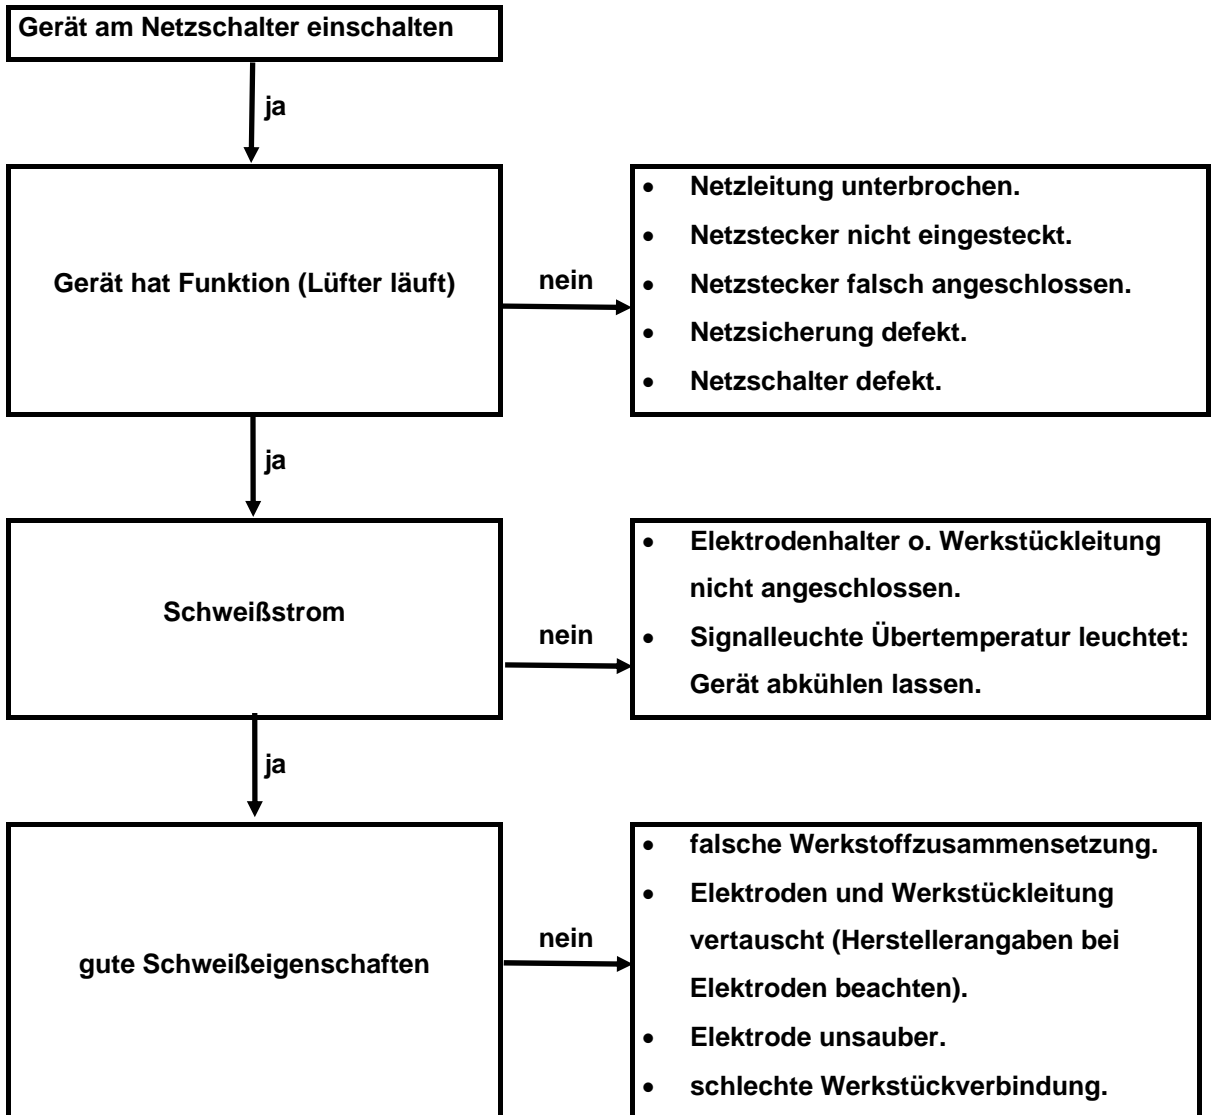 Gerät am Netzschalter einschalten
ja
Gerät hat Funktion (Lüfter läuft)
nein
• Netzleitung unterbrochen.
• Netzstecker nicht eingesteckt.
• Netzstecker falsch angeschlossen.
• Netzsicherung defekt.
• Netzschalter defekt.
ja
Schweißstrom
nein
• Elektrodenhalter o. Werkstückleitung
nicht angeschlossen.
• Signalleuchte Übertemperatur leuchtet:
Gerät abkühlen lassen.
ja
gute Schweißeigenschaften
nein
• falsche Werkstoffzusammensetzung.
• Elektroden und Werkstückleitung
vertauscht (Herstellerangaben bei
Elektroden beachten).
• Elektrode unsauber.
• schlechte Werkstückverbindung.